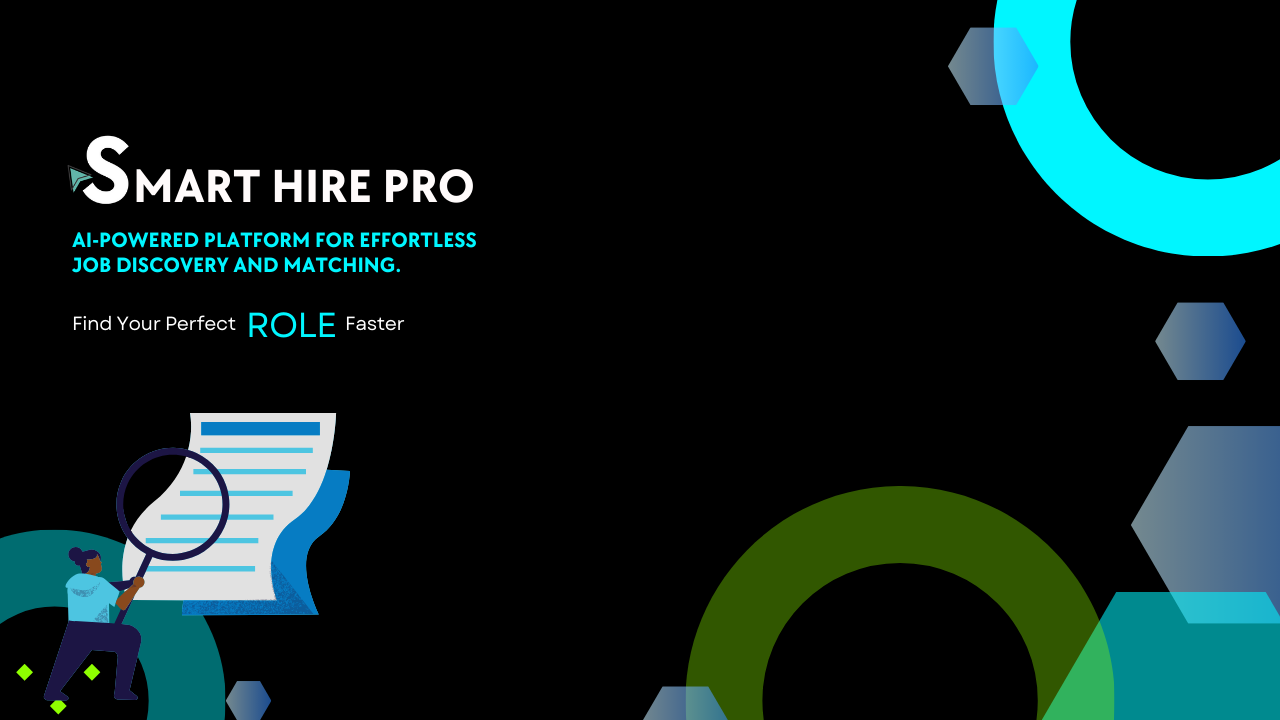 SMART HIRE PRO
AI-POWERED PLATFORM FOR EFFORTLESS
JOB DISCOVERY AND MATCHING.
Find Your Perfect ROLE Faster